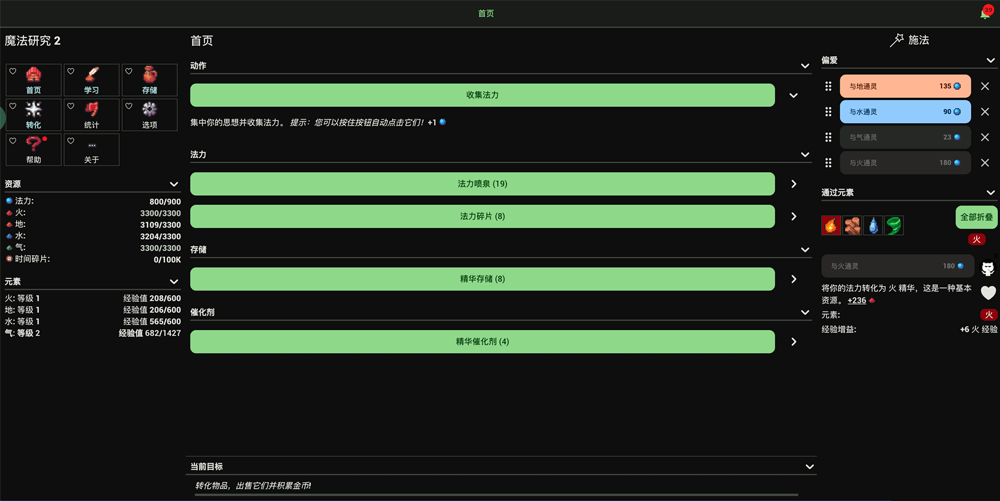 首页
39
魔法研究 2
首页
学习
存储
转化
统计
选项
帮助
关于
资源
法力: 800/900
火: 3300/3300
地: 3109/3300
水: 3204/3300
气: 3300/3300
时间碎片: 0/100K
元素
火: 等级 1 经验值 208/600
地: 等级 1 经验值 206/600
水: 等级 1 经验值 565/600
气: 等级 2 经验值 682/1427
首页
动作
收集法力
集中你的思想并收集法力。 提示：您可以按住按钮自动点击它们！+1
法力
法力喷泉 (19)
法力碎片 (8)
存储
精华存储 (8)
催化剂
精华催化剂 (4)
当前目标
转化物品，出售它们并积累金币!
施法
偏爱
与地通灵 135
与水通灵 90
与气通灵 23
与火通灵 180
通过元素
全部折叠
火
与火通灵 180
将你的法力转化为 火 精华，这是一种基本
资源。+236
元素: 火
经验增益: +6 火 经验